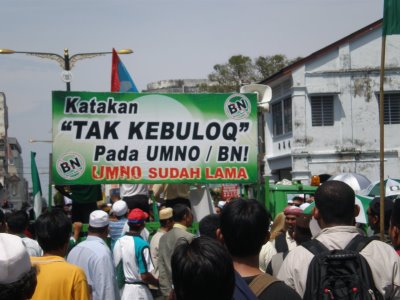 Katakan
BN
"TAK KEBULOQ"
Pada UMNO / BN!
BN
UMNO SUDAH LAMA